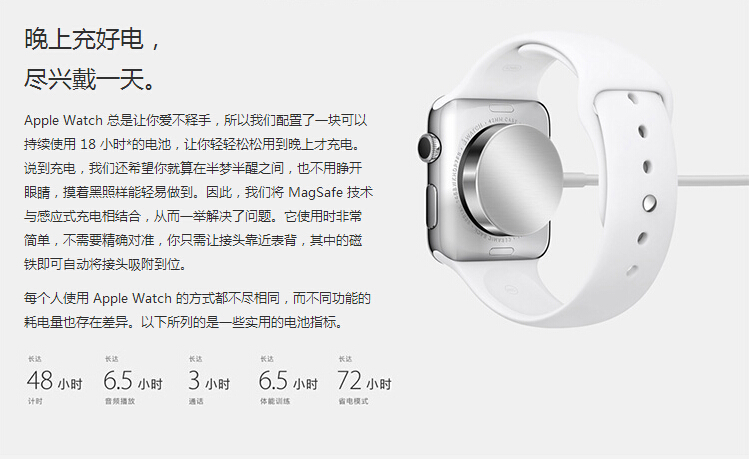 晚上充好电，
尽兴戴一天。
Apple Watch 总是让你爱不释手，所以我们配置了一块可以
持续使用 18 小时*的电池，让你轻轻松松用到晚上才充电。
说到充电，我们还希望你就算在半梦半醒之间，也不用睁开
眼睛，摸着黑照样能轻易做到。因此，我们将 MagSafe 技术
与感应式充电相结合，从而一举解决了问题。它使用时非常
简单，不需要精确对准，你只需让接头靠近表背，其中的磁
铁即可自动将接头吸附到位。
每个人使用 Apple Watch 的方式都不尽相同，而不同功能的
耗电量也存在差异。以下所列的是一些实用的电池指标。
长达 长达 长达 长达 长达
48 小时 6.5 小时 3 小时 6.5 小时 72 小时
计时 音频播放 通话 体能训练 省电模式